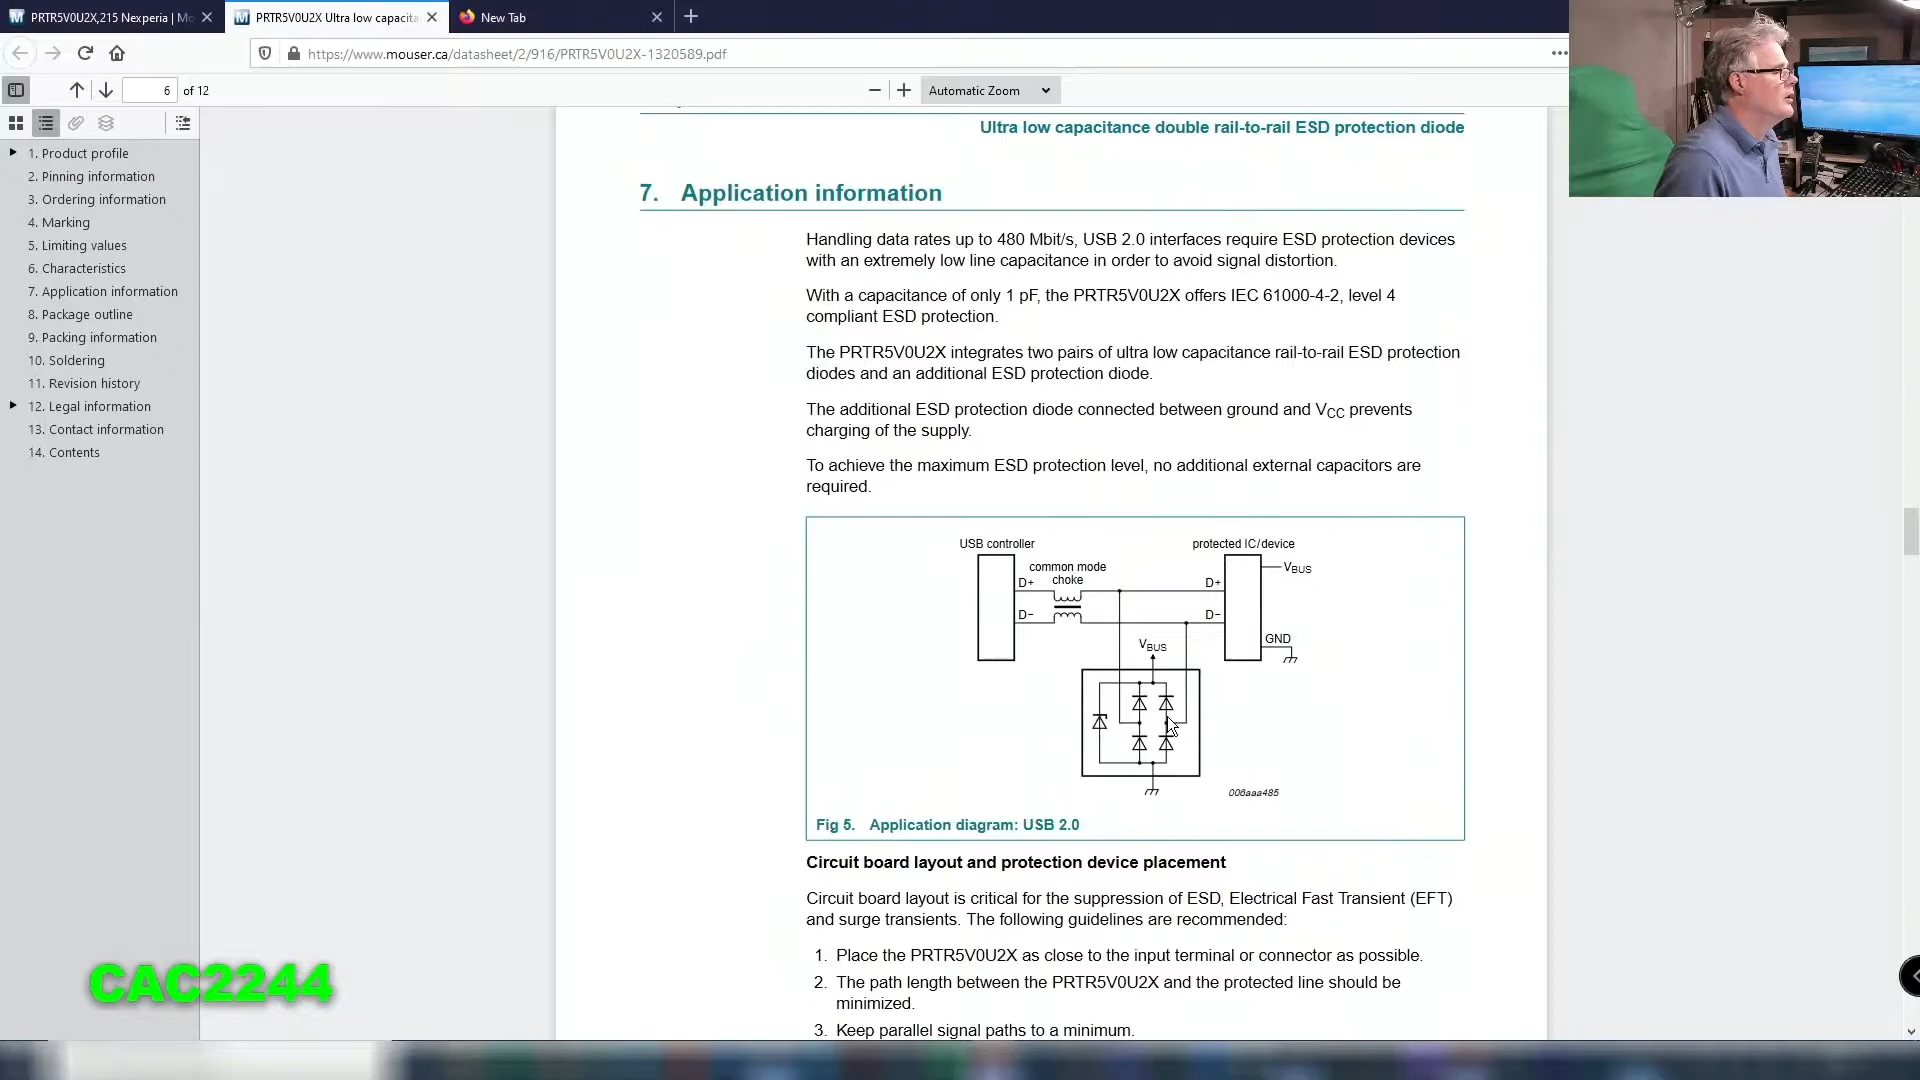 PRTR5V0U2X,215 Nexperia | Mo
PRTR5V0U2X Ultra low capacita
New Tab
https://www.mouser.ca/datasheet/2/916/PRTR5V0U2X-1320589.pdf
6 of 12
Automatic Zoom
1. Product profile
2. Pinning information
3. Ordering information
4. Marking
5. Limiting values
6. Characteristics
7. Application information
8. Package outline
9. Packing information
10. Soldering
11. Revision history
12. Legal information
13. Contact information
14. Contents
Ultra low capacitance double rail-to-rail ESD protection diode
7. Application information
Handling data rates up to 480 Mbit/s, USB 2.0 interfaces require ESD protection devices
with an extremely low line capacitance in order to avoid signal distortion.
With a capacitance of only 1 pF, the PRTR5V0U2X offers IEC 61000-4-2, level 4
compliant ESD protection.
The PRTR5V0U2X integrates two pairs of ultra low capacitance rail-to-rail ESD protection
diodes and an additional ESD protection diode.
The additional ESD protection diode connected between ground and VCC prevents
charging of the supply.
To achieve the maximum ESD protection level, no additional external capacitors are
required.
USB controller
protected IC/device
common mode
choke
D+
D+
VBUS
D−
D−
VBUS
GND
006aaa485
Fig 5. Application diagram: USB 2.0
Circuit board layout and protection device placement
Circuit board layout is critical for the suppression of ESD, Electrical Fast Transient (EFT)
and surge transients. The following guidelines are recommended:
1. Place the PRTR5V0U2X as close to the input terminal or connector as possible.
2. The path length between the PRTR5V0U2X and the protected line should be
minimized.
3. Keep parallel signal paths to a minimum.
CAC2244